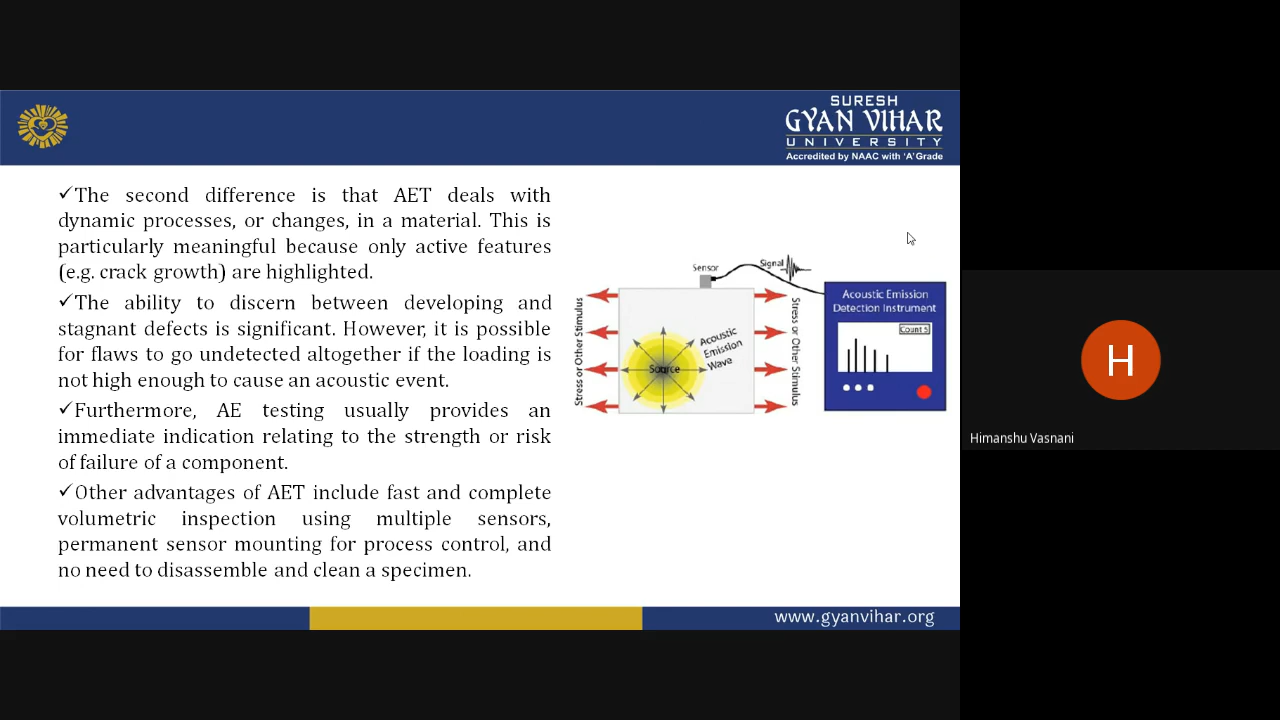 SURESH
GYAN VIHAR
UNIVERSITY
Accredited by NAAC with 'A' Grade
✓The second difference is that AET deals with
dynamic processes, or changes, in a material. This is
particularly meaningful because only active features
(e.g. crack growth) are highlighted.
✓The ability to discern between developing and
stagnant defects is significant. However, it is possible
for flaws to go undetected altogether if the loading is
not high enough to cause an acoustic event.
✓Furthermore, AE testing usually provides an
immediate indication relating to the strength or risk
of failure of a component.
✓Other advantages of AET include fast and complete
volumetric inspection using multiple sensors,
permanent sensor mounting for process control, and
no need to disassemble and clean a specimen.
Sensor
Signal
Stress or Other Stimulus
Source
Acoustic
Emission
Wave
Stress or Other Stimulus
Acoustic Emission
Detection Instrument
Count 5
www.gyanvihar.org
H
Himanshu Vasnani